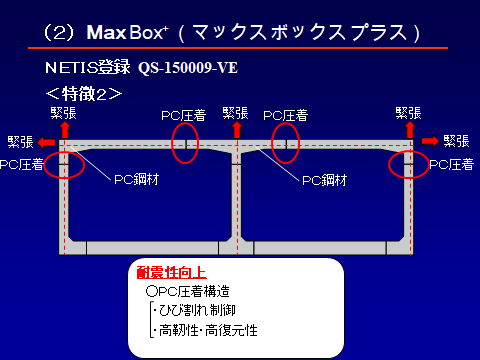 （2）MaxBox+（マックスボックスプラス）
NETIS登録 QS-150009-VE
＜特徴2＞
緊張 PC圧着 緊張 PC圧着 緊張
緊張 緊張
PC圧着 PC圧着
PC鋼材 PC鋼材
耐震性向上
○PC圧着構造
・ひび割れ制御
・高靭性・高復元性